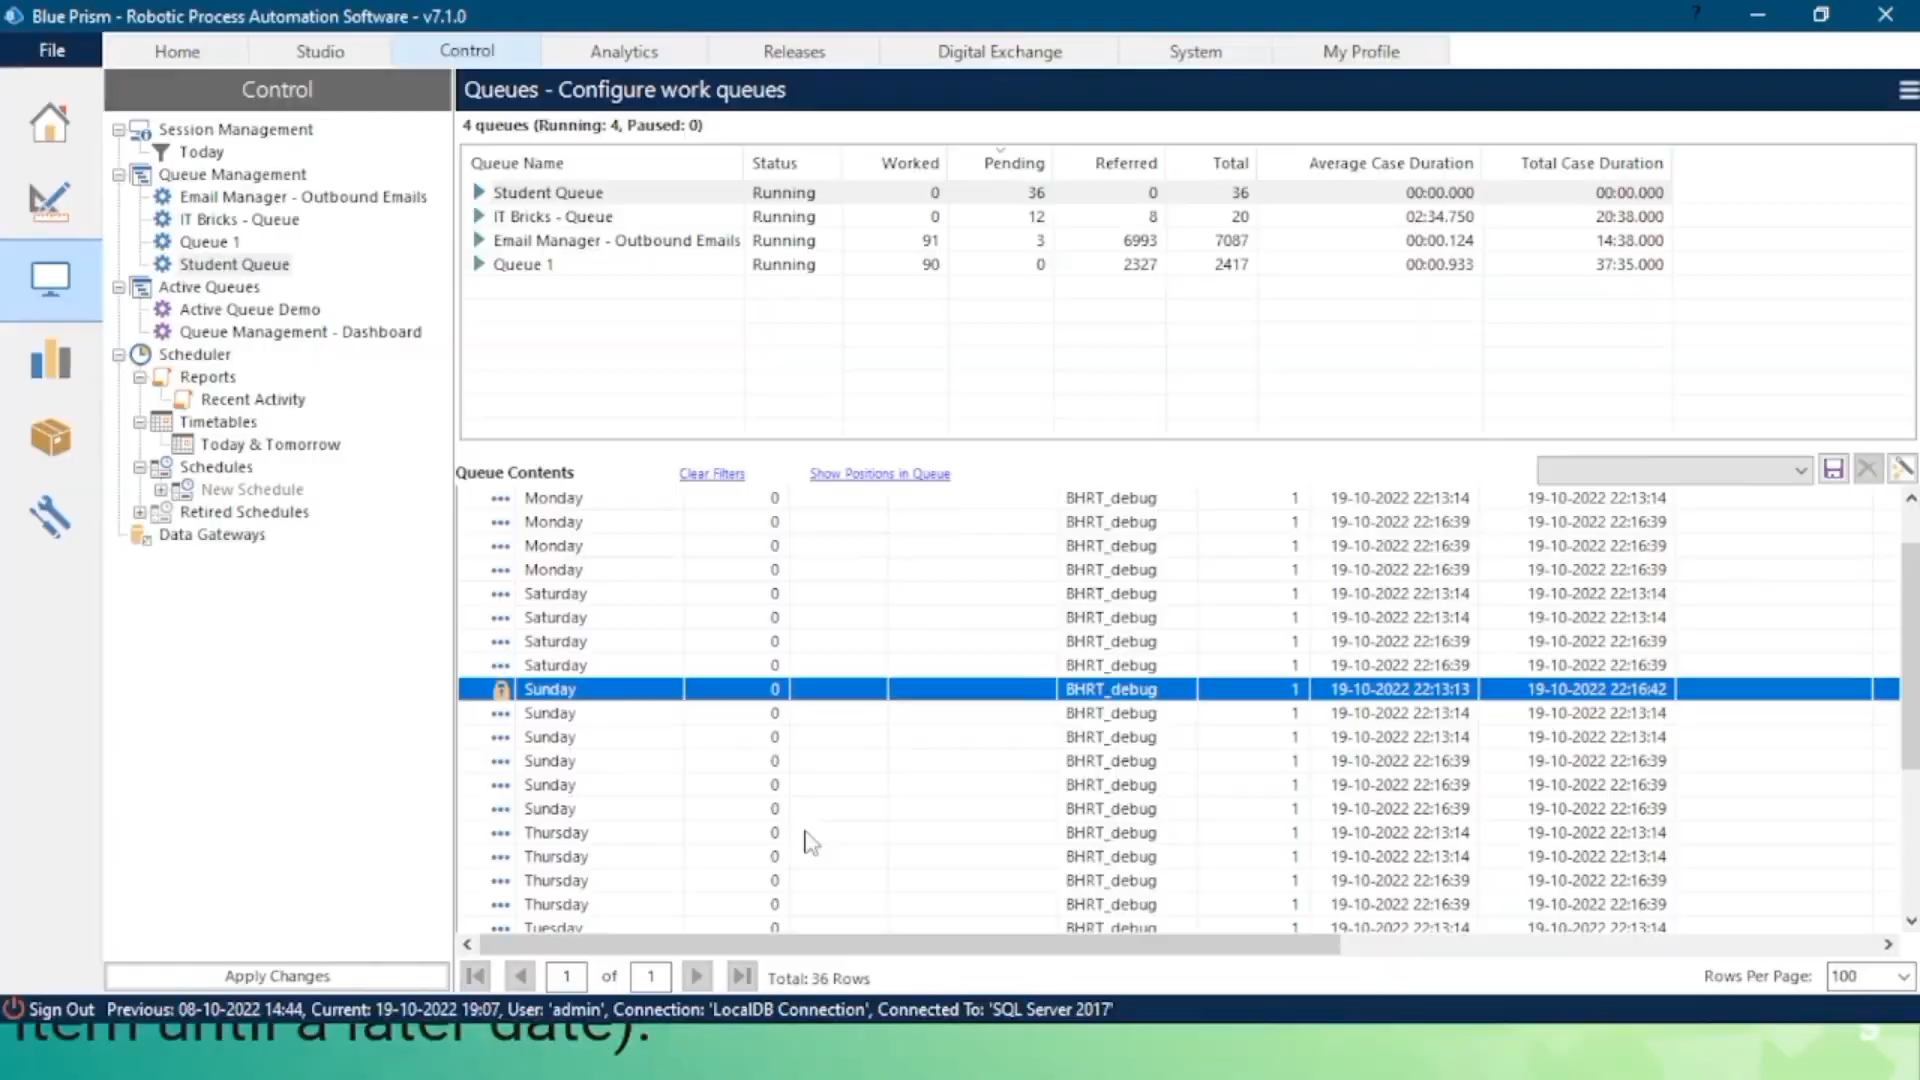 Blue Prism - Robotic Process Automation Software - v7.1.0
?
File Home Studio Control Analytics Releases Digital Exchange System My Profile
Control
Session Management
Today
Queue Management
Email Manager - Outbound Emails
IT Bricks - Queue
Queue 1
Student Queue
Active Queues
Active Queue Demo
Queue Management - Dashboard
Scheduler
Reports
Recent Activity
Timetables
Today & Tomorrow
Schedules
New Schedule
Retired Schedules
Data Gateways
Apply Changes
Queues - Configure work queues
4 queues (Running: 4, Paused: 0)
Queue Name Status Worked Pending Referred Total Average Case Duration Total Case Duration
Student Queue Running 0 36 0 36 00:00.000 00:00.000
IT Bricks - Queue Running 0 12 8 20 02:34.750 20:38.000
Email Manager - Outbound Emails Running 91 3 6993 7087 00:00.124 14:38.000
Queue 1 Running 90 0 2327 2417 00:00.933 37:35.000
Queue Contents Clear Filters Show Positions in Queue
Monday 0 BHRT_debug 1 19-10-2022 22:13:14 19-10-2022 22:13:14
Monday 0 BHRT_debug 1 19-10-2022 22:16:39 19-10-2022 22:16:39
Monday 0 BHRT_debug 1 19-10-2022 22:16:39 19-10-2022 22:16:39
Monday 0 BHRT_debug 1 19-10-2022 22:16:39 19-10-2022 22:16:39
Saturday 0 BHRT_debug 1 19-10-2022 22:13:14 19-10-2022 22:13:14
Saturday 0 BHRT_debug 1 19-10-2022 22:13:14 19-10-2022 22:13:14
Saturday 0 BHRT_debug 1 19-10-2022 22:16:39 19-10-2022 22:16:39
Saturday 0 BHRT_debug 1 19-10-2022 22:16:39 19-10-2022 22:16:39
Sunday 0 BHRT_debug 1 19-10-2022 22:13:13 19-10-2022 22:16:42
Sunday 0 BHRT_debug 1 19-10-2022 22:13:14 19-10-2022 22:13:14
Sunday 0 BHRT_debug 1 19-10-2022 22:13:14 19-10-2022 22:13:14
Sunday 0 BHRT_debug 1 19-10-2022 22:16:39 19-10-2022 22:16:39
Sunday 0 BHRT_debug 1 19-10-2022 22:16:39 19-10-2022 22:16:39
Sunday 0 BHRT_debug 1 19-10-2022 22:16:39 19-10-2022 22:16:39
Thursday 0 BHRT_debug 1 19-10-2022 22:13:14 19-10-2022 22:13:14
Thursday 0 BHRT_debug 1 19-10-2022 22:13:14 19-10-2022 22:13:14
Thursday 0 BHRT_debug 1 19-10-2022 22:16:39 19-10-2022 22:16:39
Thursday 0 BHRT_debug 1 19-10-2022 22:16:39 19-10-2022 22:16:39
Tuesday 0 BHRT_debug 1 19-10-2022 22:13:14 19-10-2022 22:13:14
1 of 1 Total: 36 Rows Rows Per Page: 100
Sign Out Previous: 08-10-2022 14:44, Current: 19-10-2022 19:07, User: 'admin', Connection: 'LocalDB Connection', Connected To: 'SQL Server 2017'
item until a later date).